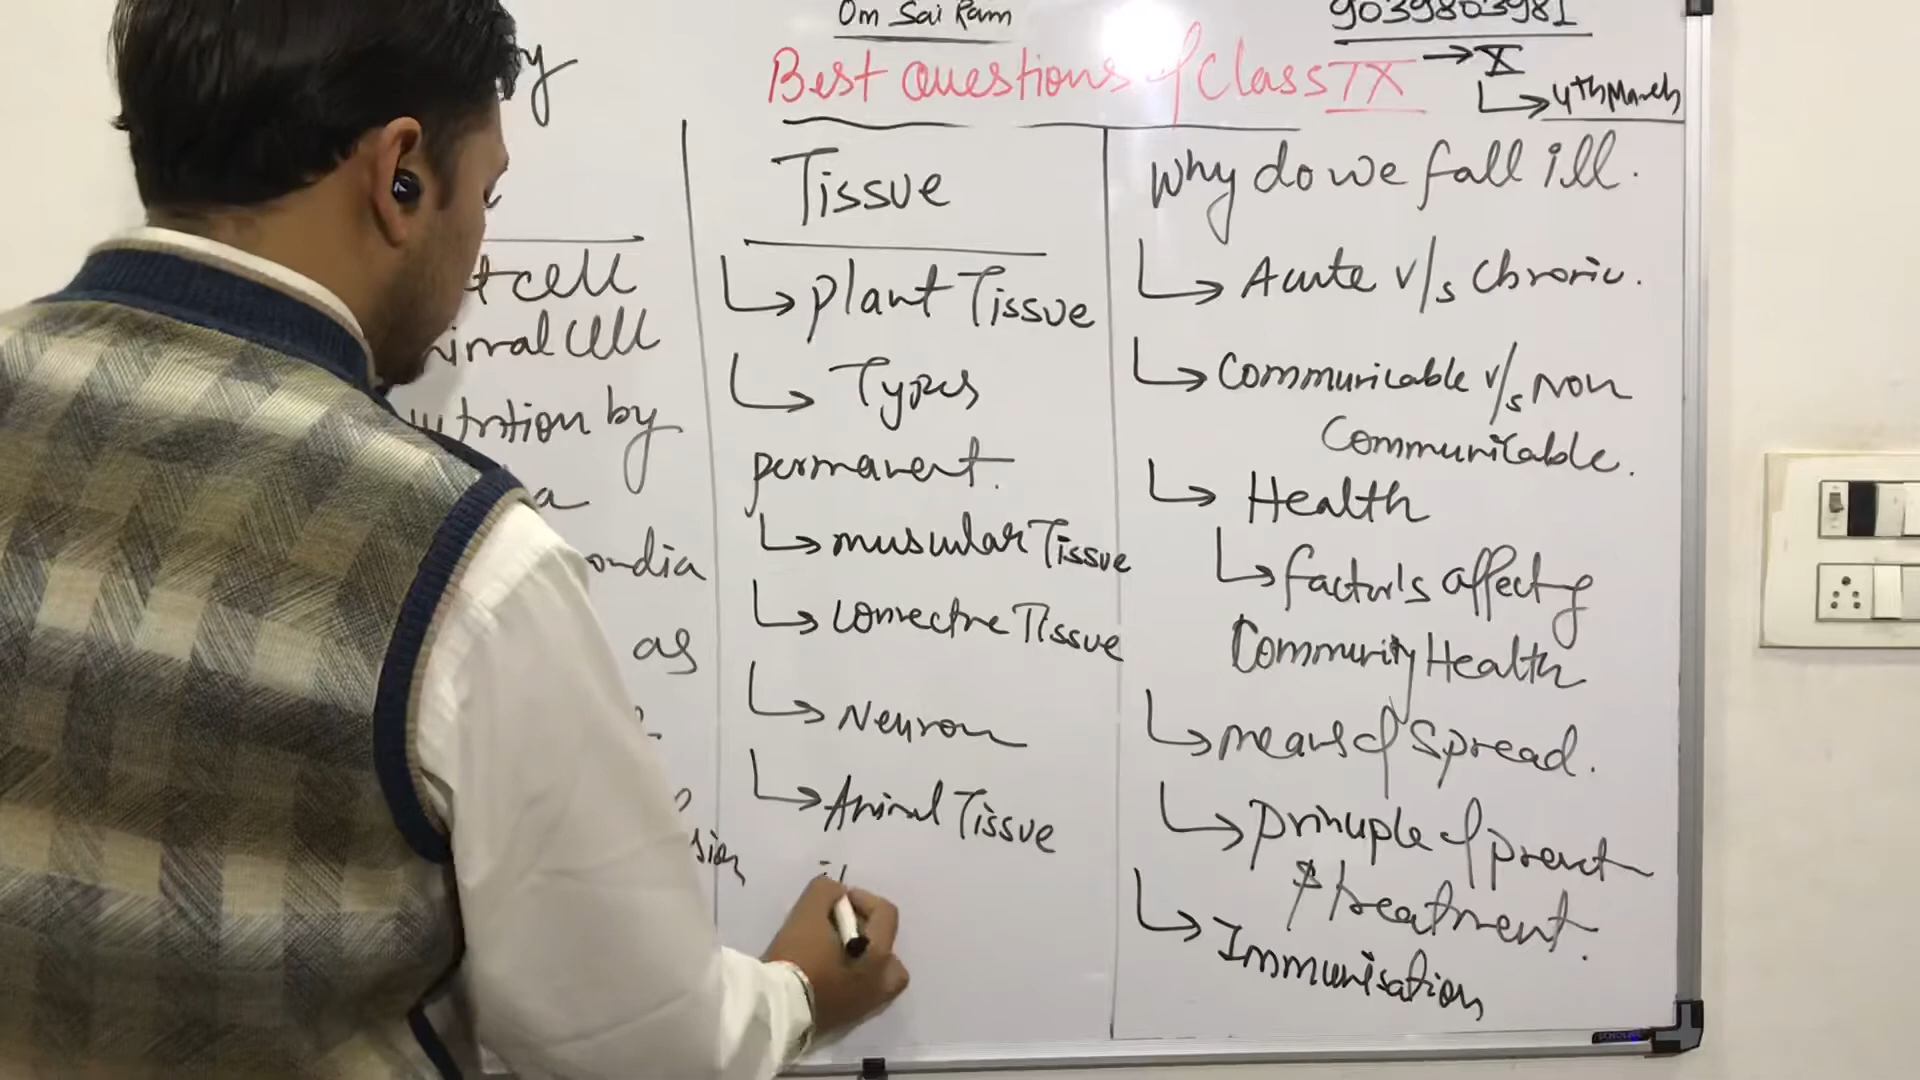 Om Sai Ram
9039803981
Best Questions of Class IX → X
→ 4th March
t cell
nimal cell
nutrition by
a
ondia
as
sion
Tissue
→ Plant Tissue
→ Types
permanent.
→ muscular Tissue
→ Connective Tissue
→ Neuron
→ Animal Tissue
Why do we fall ill.
→ Acute v/s Chronic.
→ Communicable v/s Non
Communicable.
→ Health
→ factors affecting
Community Health
→ means of Spread.
→ principle of prevent
& treatment.
→ Immunisation